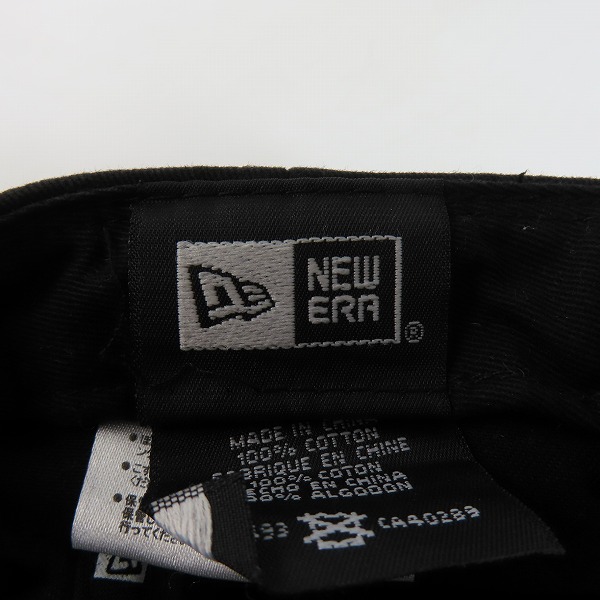 NEW
ERA
®
MADE IN CHINA
100% COTTON
FABRIQUE EN CHINE
100% COTON
HECHO EN CHINA
100% ALGODON
CA40289